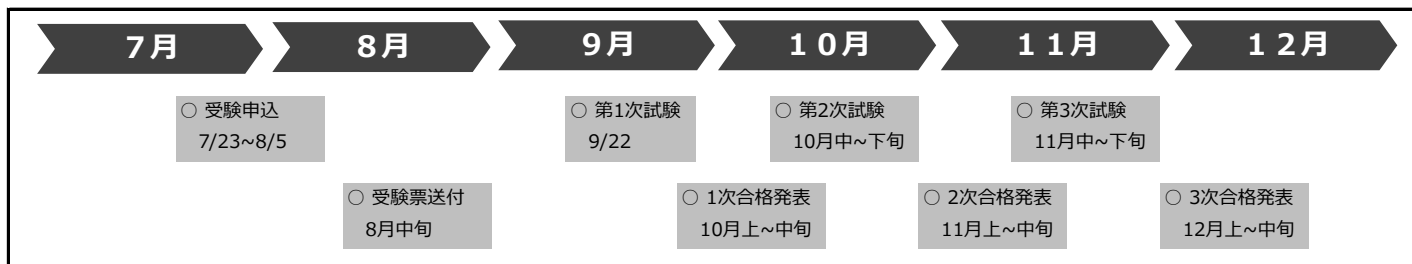 7月 8月 9月 10月 11月 12月
○ 受験申込
7/23~8/5
○ 第1次試験
9/22
○ 第2次試験
10月中~下旬
○ 第3次試験
11月中~下旬
○ 受験票送付
8月中旬
○ 1次合格発表
10月上~中旬
○ 2次合格発表
11月上~中旬
○ 3次合格発表
12月上~中旬